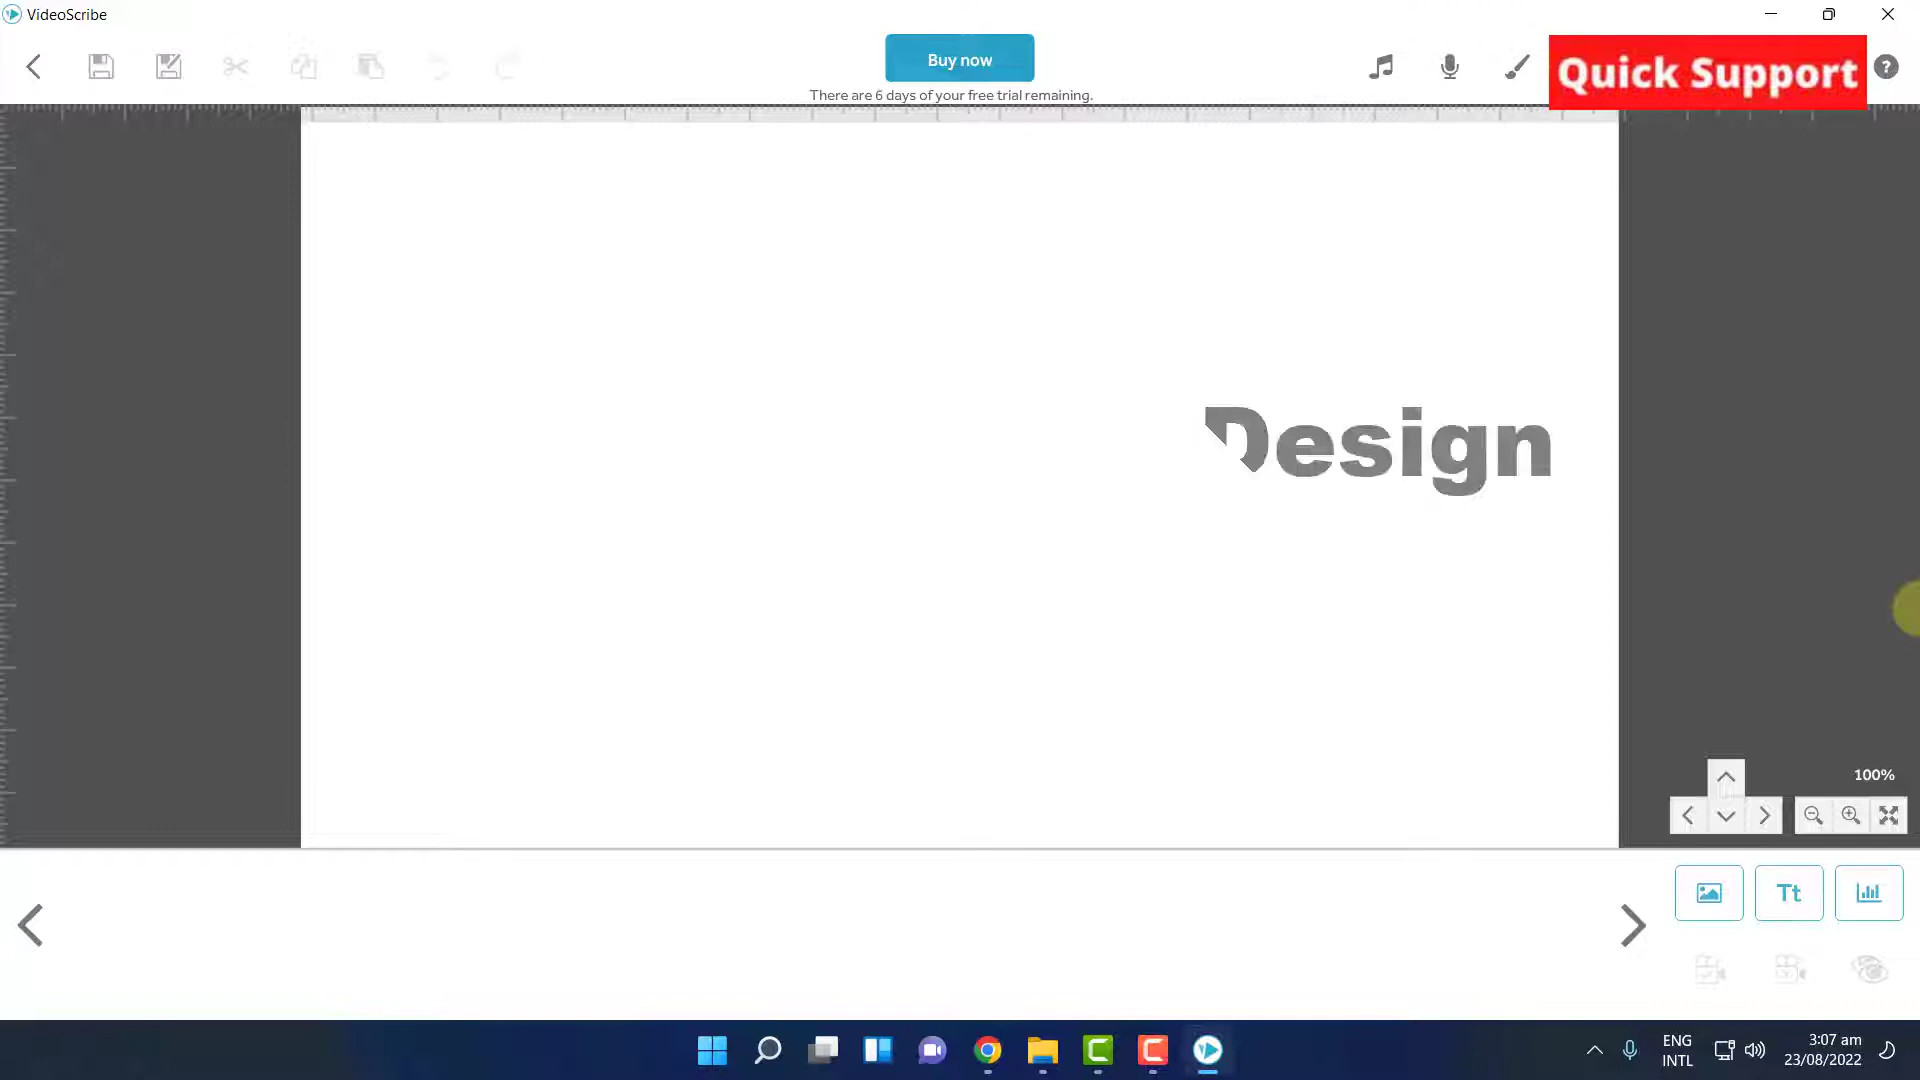 VideoScribe
Buy now
Quick Support
?
There are 6 days of your free trial remaining.
Design
100%
Tt
ENG
INTL
3:07 am
23/08/2022